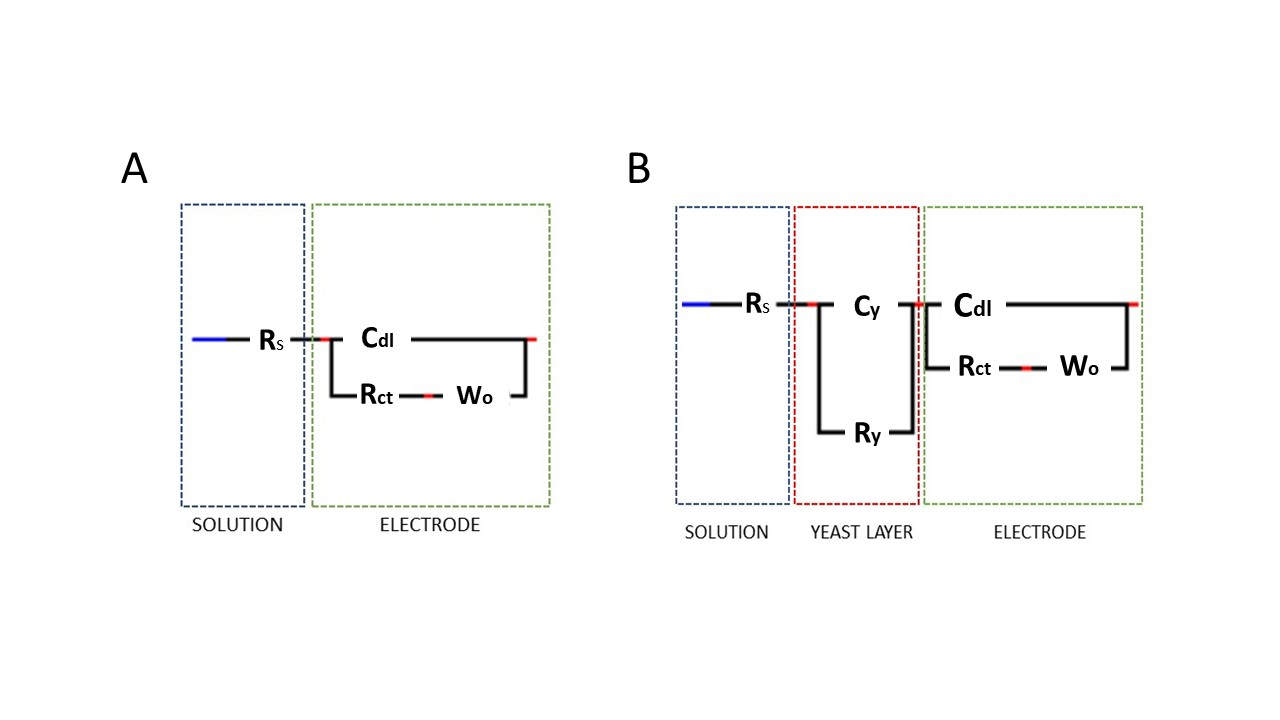 A
Rs
Cdl
Rct
Wo
SOLUTION
ELECTRODE
B
Rs
Cy
Cdl
Rct
Wo
Ry
SOLUTION
YEAST LAYER
ELECTRODE